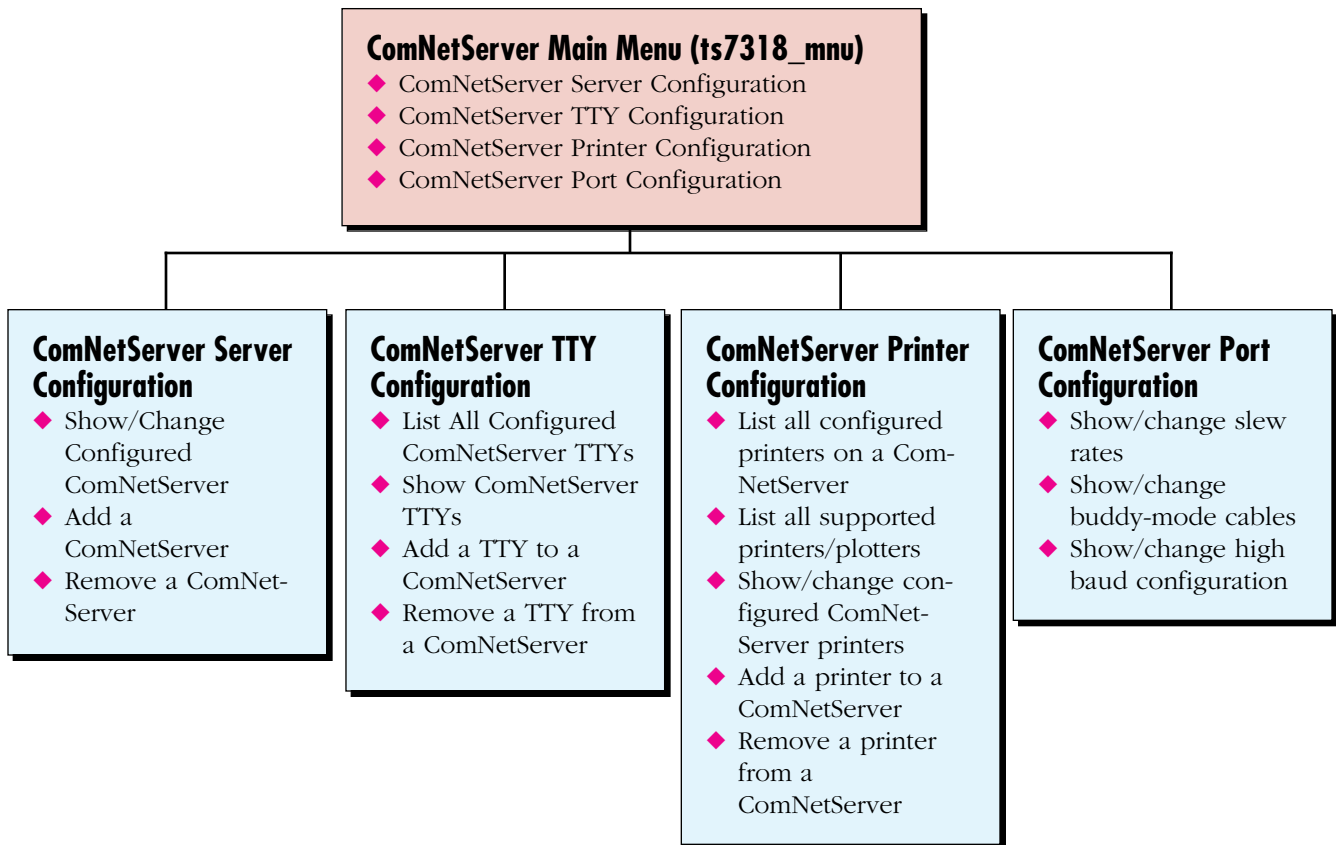 ComNetServer Main Menu (ts7318_mnu)
◆ ComNetServer Server Configuration
◆ ComNetServer TTY Configuration
◆ ComNetServer Printer Configuration
◆ ComNetServer Port Configuration
ComNetServer Server
Configuration
◆ Show/Change
Configured
ComNetServer
◆ Add a
ComNetServer
◆ Remove a ComNet-
Server
ComNetServer TTY
Configuration
◆ List All Configured
ComNetServer TTYs
◆ Show ComNetServer
TTYs
◆ Add a TTY to a
ComNetServer
◆ Remove a TTY from
a ComNetServer
ComNetServer Printer
Configuration
◆ List all configured
printers on a Com-
NetServer
◆ List all supported
printers/plotters
◆ Show/change con-
figured ComNet-
Server printers
◆ Add a printer to a
ComNetServer
◆ Remove a printer
from a
ComNetServer
ComNetServer Port
Configuration
◆ Show/change slew
rates
◆ Show/change
buddy-mode cables
◆ Show/change high
baud configuration